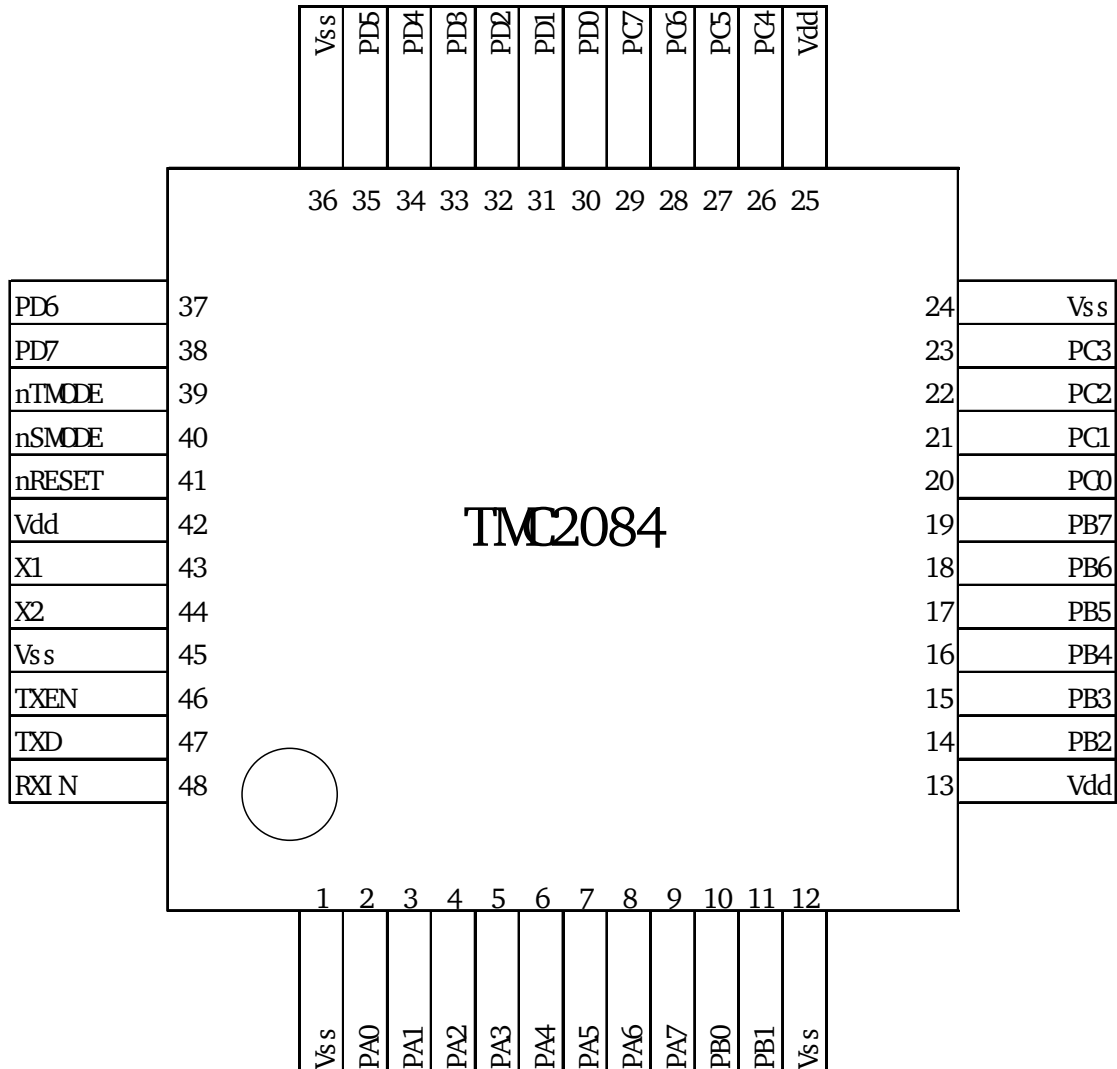 Vss PD5 PD4 PD3 PD2 PD1 PD0 PC7 PC6 PC5 PC4 Vdd
36 35 34 33 32 31 30 29 28 27 26 25
PD6 37 24 Vss
PD7 38 23 PC3
nTMODE 39 22 PC2
nSMODE 40 21 PC1
nRESET 41 20 PC0
Vdd 42 TMC2084 19 PB7
X1 43 18 PB6
X2 44 17 PB5
Vss 45 16 PB4
TXEN 46 15 PB3
TXD 47 14 PB2
RXIN 48 13 Vdd
1 2 3 4 5 6 7 8 9 10 11 12
Vss PA0 PA1 PA2 PA3 PA4 PA5 PA6 PA7 PB0 PB1 Vss